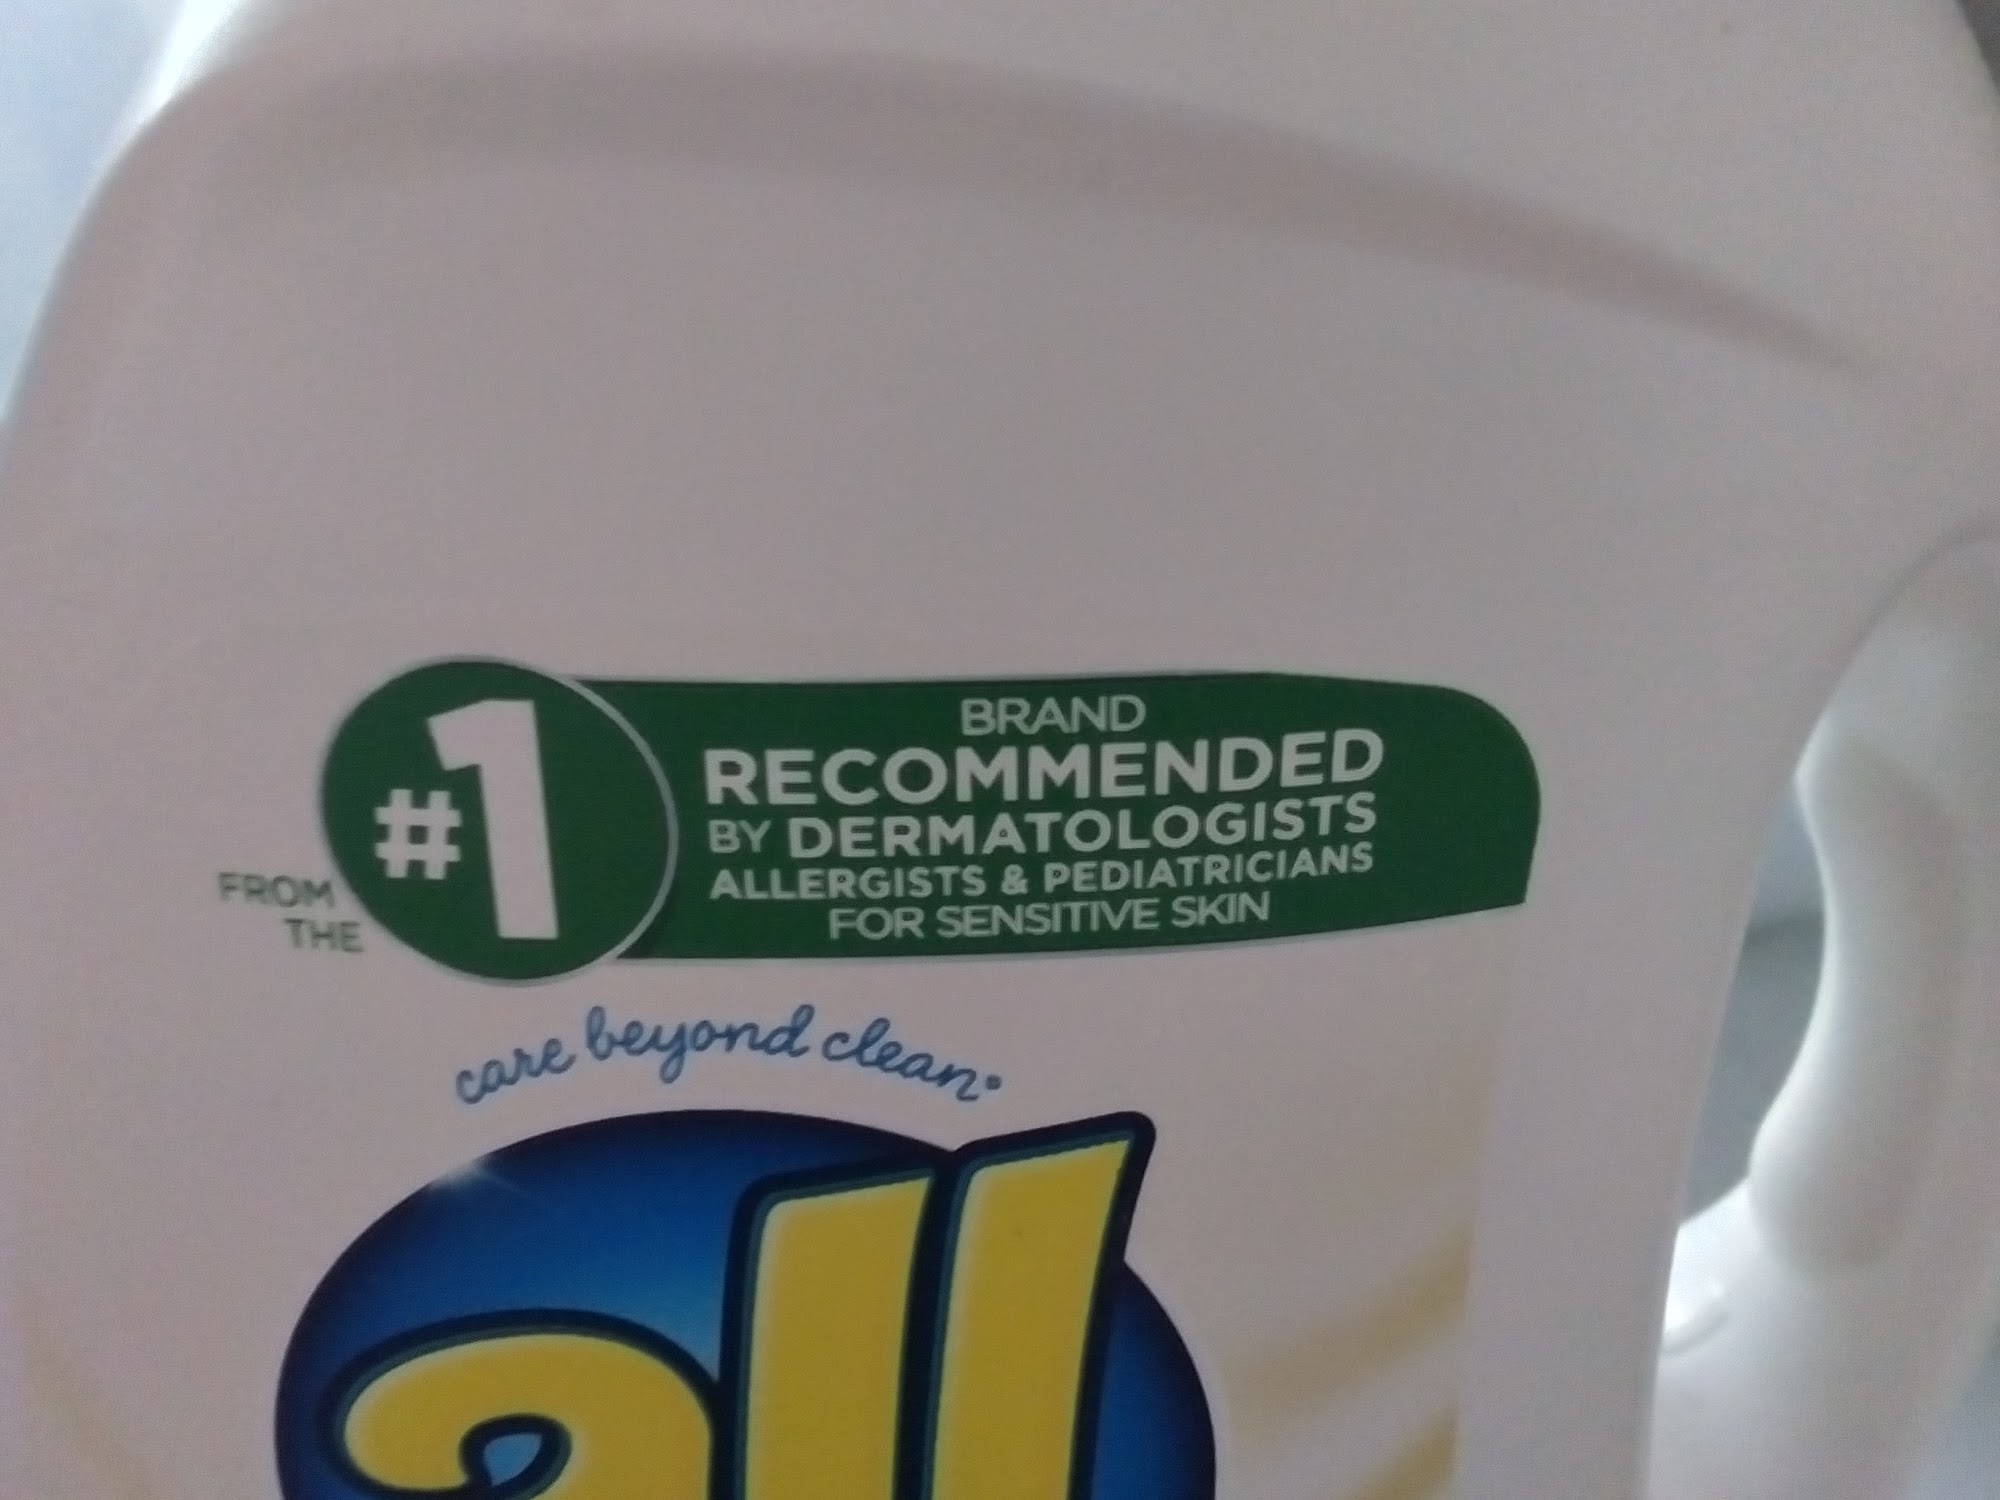 FROM THE
#1
BRAND
RECOMMENDED
BY DERMATOLOGISTS
ALLERGISTS & PEDIATRICIANS
FOR SENSITIVE SKIN
care beyond clean
all